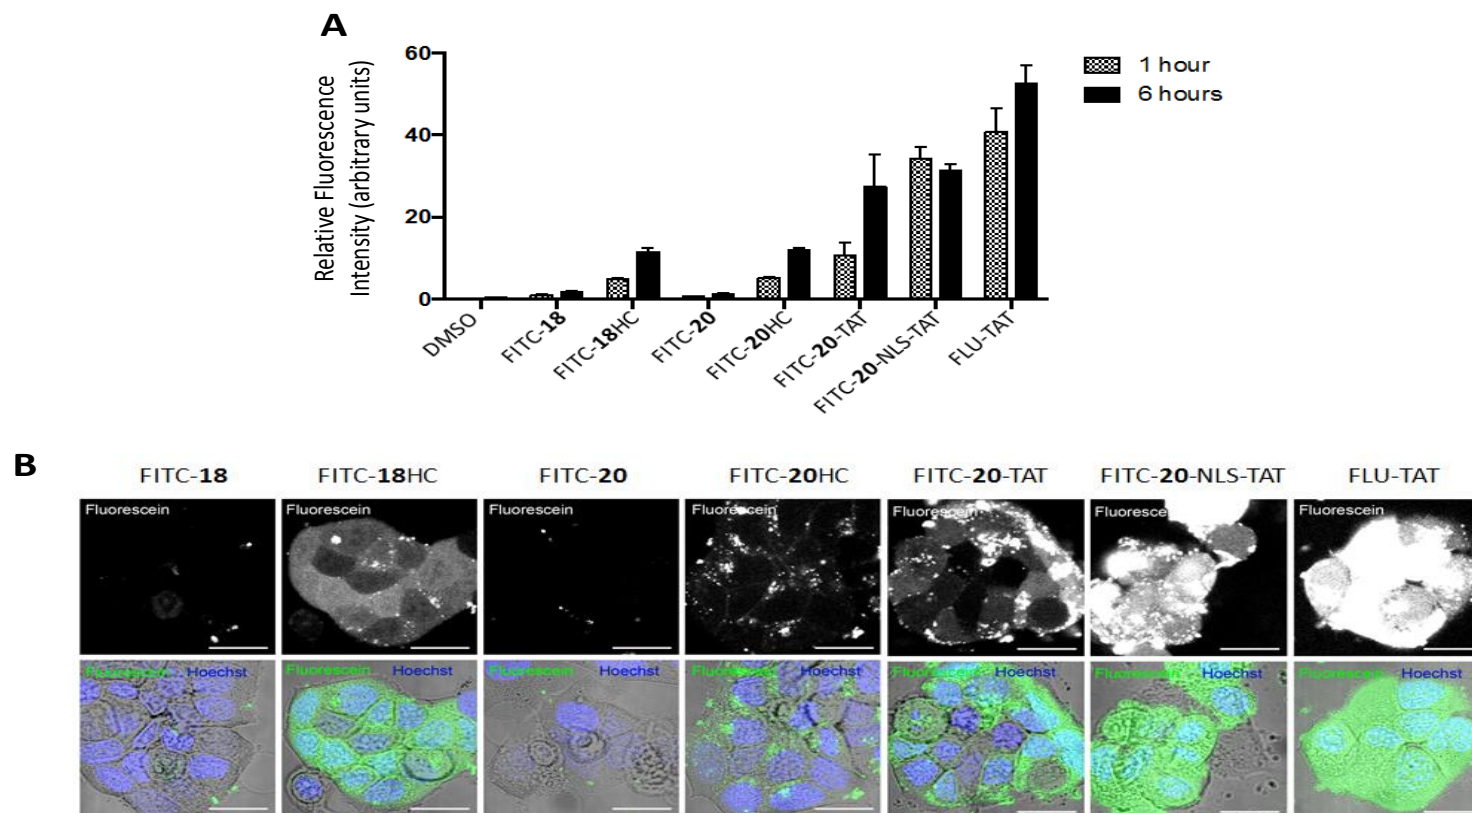 A
Relative Fluorescence
Intensity (arbitrary units)
60
40
20
0
1 hour
6 hours
DMSO
FITC-18
FITC-18HC
FITC-20
FITC-20HC
FITC-20-TAT
FITC-20-NLS-TAT
FLU-TAT
B
FITC-18 FITC-18HC FITC-20 FITC-20HC FITC-20-TAT FITC-20-NLS-TAT FLU-TAT
Fluorescein Fluorescein Fluorescein Fluorescein Fluorescein Fluoresce Fluorescein
Fluorescein Hoechst Fluorescein Hoechst Fluorescein Hoechst Fluorescein Hoechst Fluorescein Hoechst Fluorescein Hoechst Fluorescein Hoechst